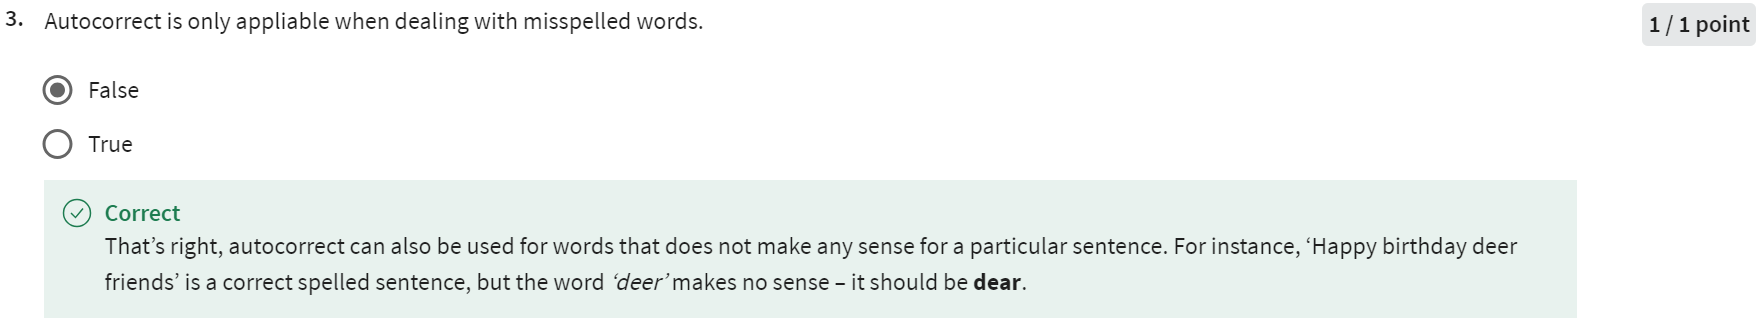 3. Autocorrect is only appliable when dealing with misspelled words.
1 / 1 point
False
True
Correct
That’s right, autocorrect can also be used for words that does not make any sense for a particular sentence. For instance, ‘Happy birthday deer
friends’ is a correct spelled sentence, but the word ‘deer’ makes no sense – it should be dear.